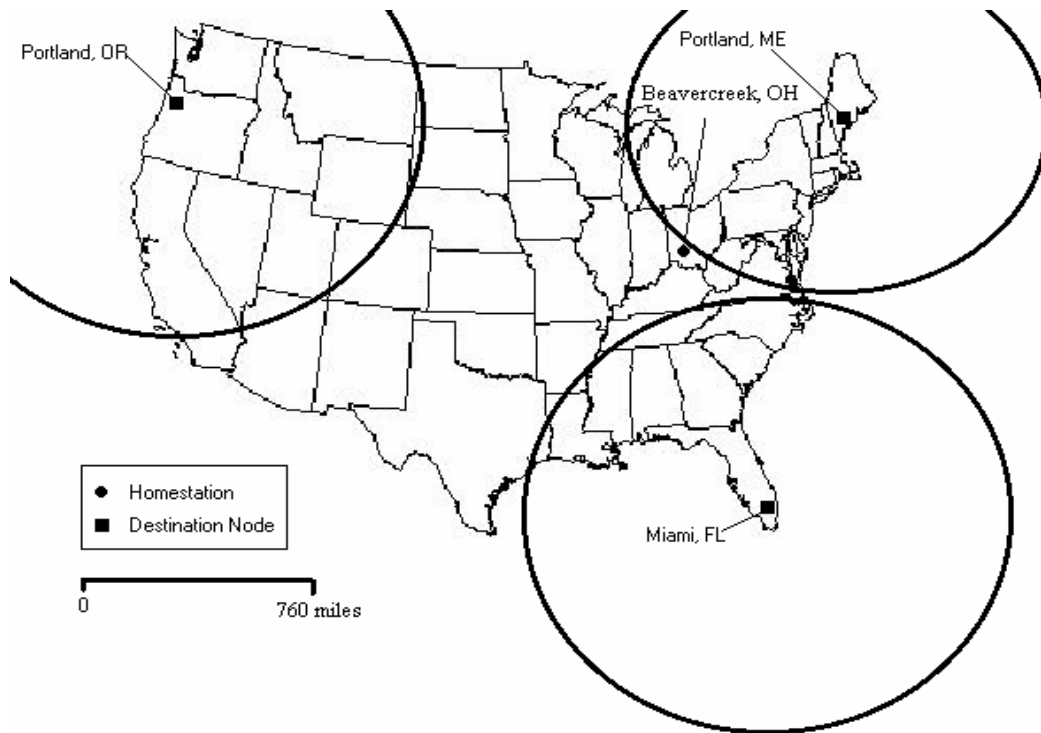 Portland, OR
Portland, ME
Beavercreek, OH
Homestation
Destination Node
Miami, FL
0
760 miles